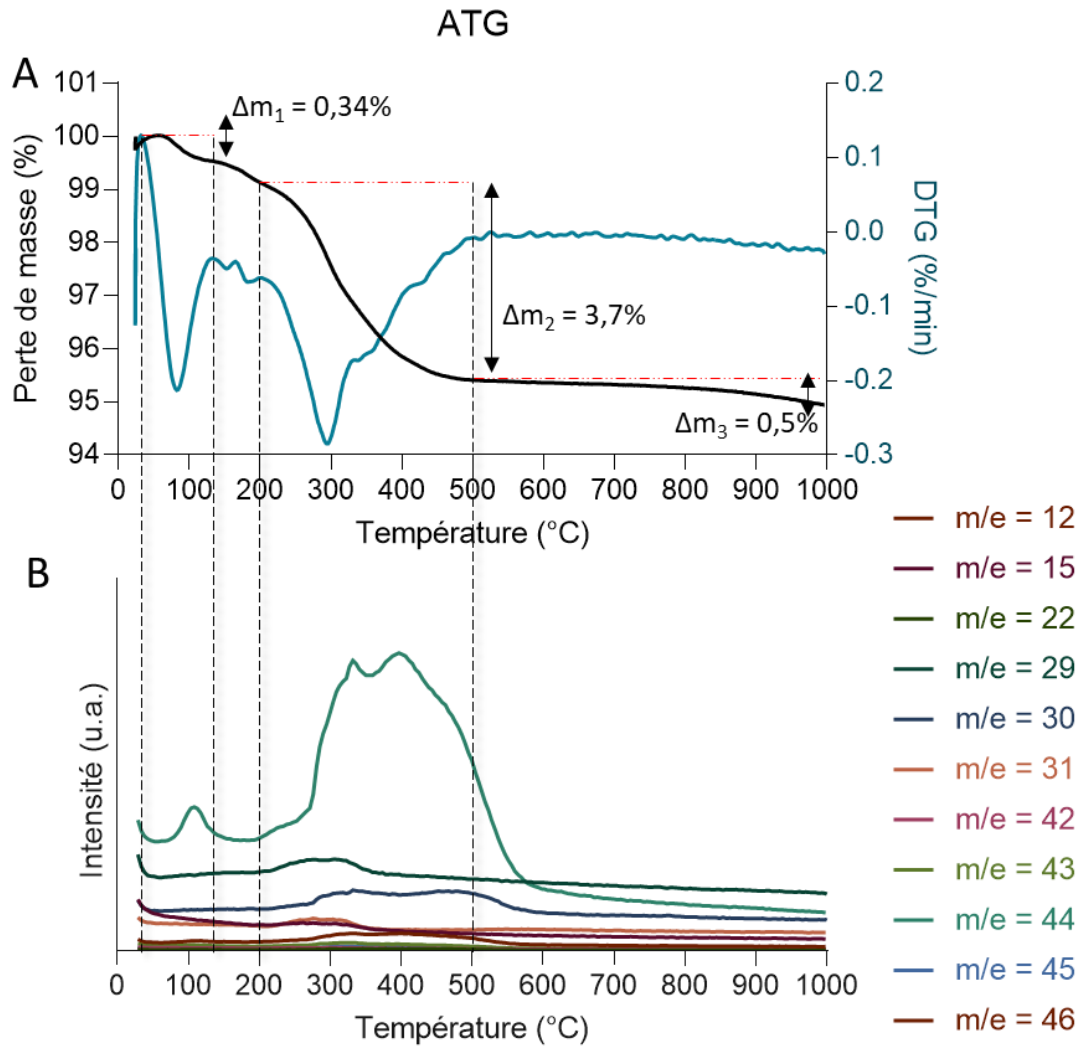 ATG
A
101
100
99
98
97
96
95
94
Perte de masse (%)
0.2
0.1
0.0
-0.1
-0.2
-0.3
DTG (%/min)
Δm₁ = 0,34%
Δm₂ = 3,7%
Δm₃ = 0,5%
0 100 200 300 400 500 600 700 800 900 1000
Température (°C)
B
Intensité (u.a.)
0 100 200 300 400 500 600 700 800 900 1000
Température (°C)
m/e = 12
m/e = 15
m/e = 22
m/e = 29
m/e = 30
m/e = 31
m/e = 42
m/e = 43
m/e = 44
m/e = 45
m/e = 46